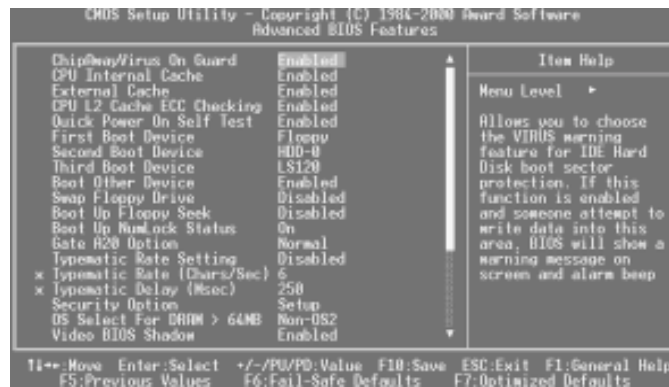 CMOS Setup Utility - Copyright (C) 1984-2000 Award Software
Advanced BIOS Features
ChipAwayVirus On Guard Enabled
CPU Internal Cache Enabled
External Cache Enabled
CPU L2 Cache ECC Checking Enabled
Quick Power On Self Test Enabled
First Boot Device Floppy
Second Boot Device HDD-0
Third Boot Device LS120
Boot Other Device Enabled
Swap Floppy Drive Disabled
Boot Up Floppy Seek Disabled
Boot Up NumLock Status On
Gate A20 Option Normal
Typematic Rate Setting Disabled
x Typematic Rate (Chars/Sec) 6
x Typematic Delay (Msec) 250
Security Option Setup
OS Select For DRAM > 64MB Non-OS2
Video BIOS Shadow Enabled
Item Help
Menu Level ►
Allows you to choose
the VIRUS warning
feature for IDE Hard
Disk boot sector
protection. If this
function is enabled
and someone attempt to
write data into this
area, BIOS will show a
warning message on
screen and alarm beep
↑↓→←:Move Enter:Select +/-/PU/PD:Value F10:Save ESC:Exit F1:General Help
F5:Previous Values F6:Fail-Safe Defaults F7:Optimized Defaults